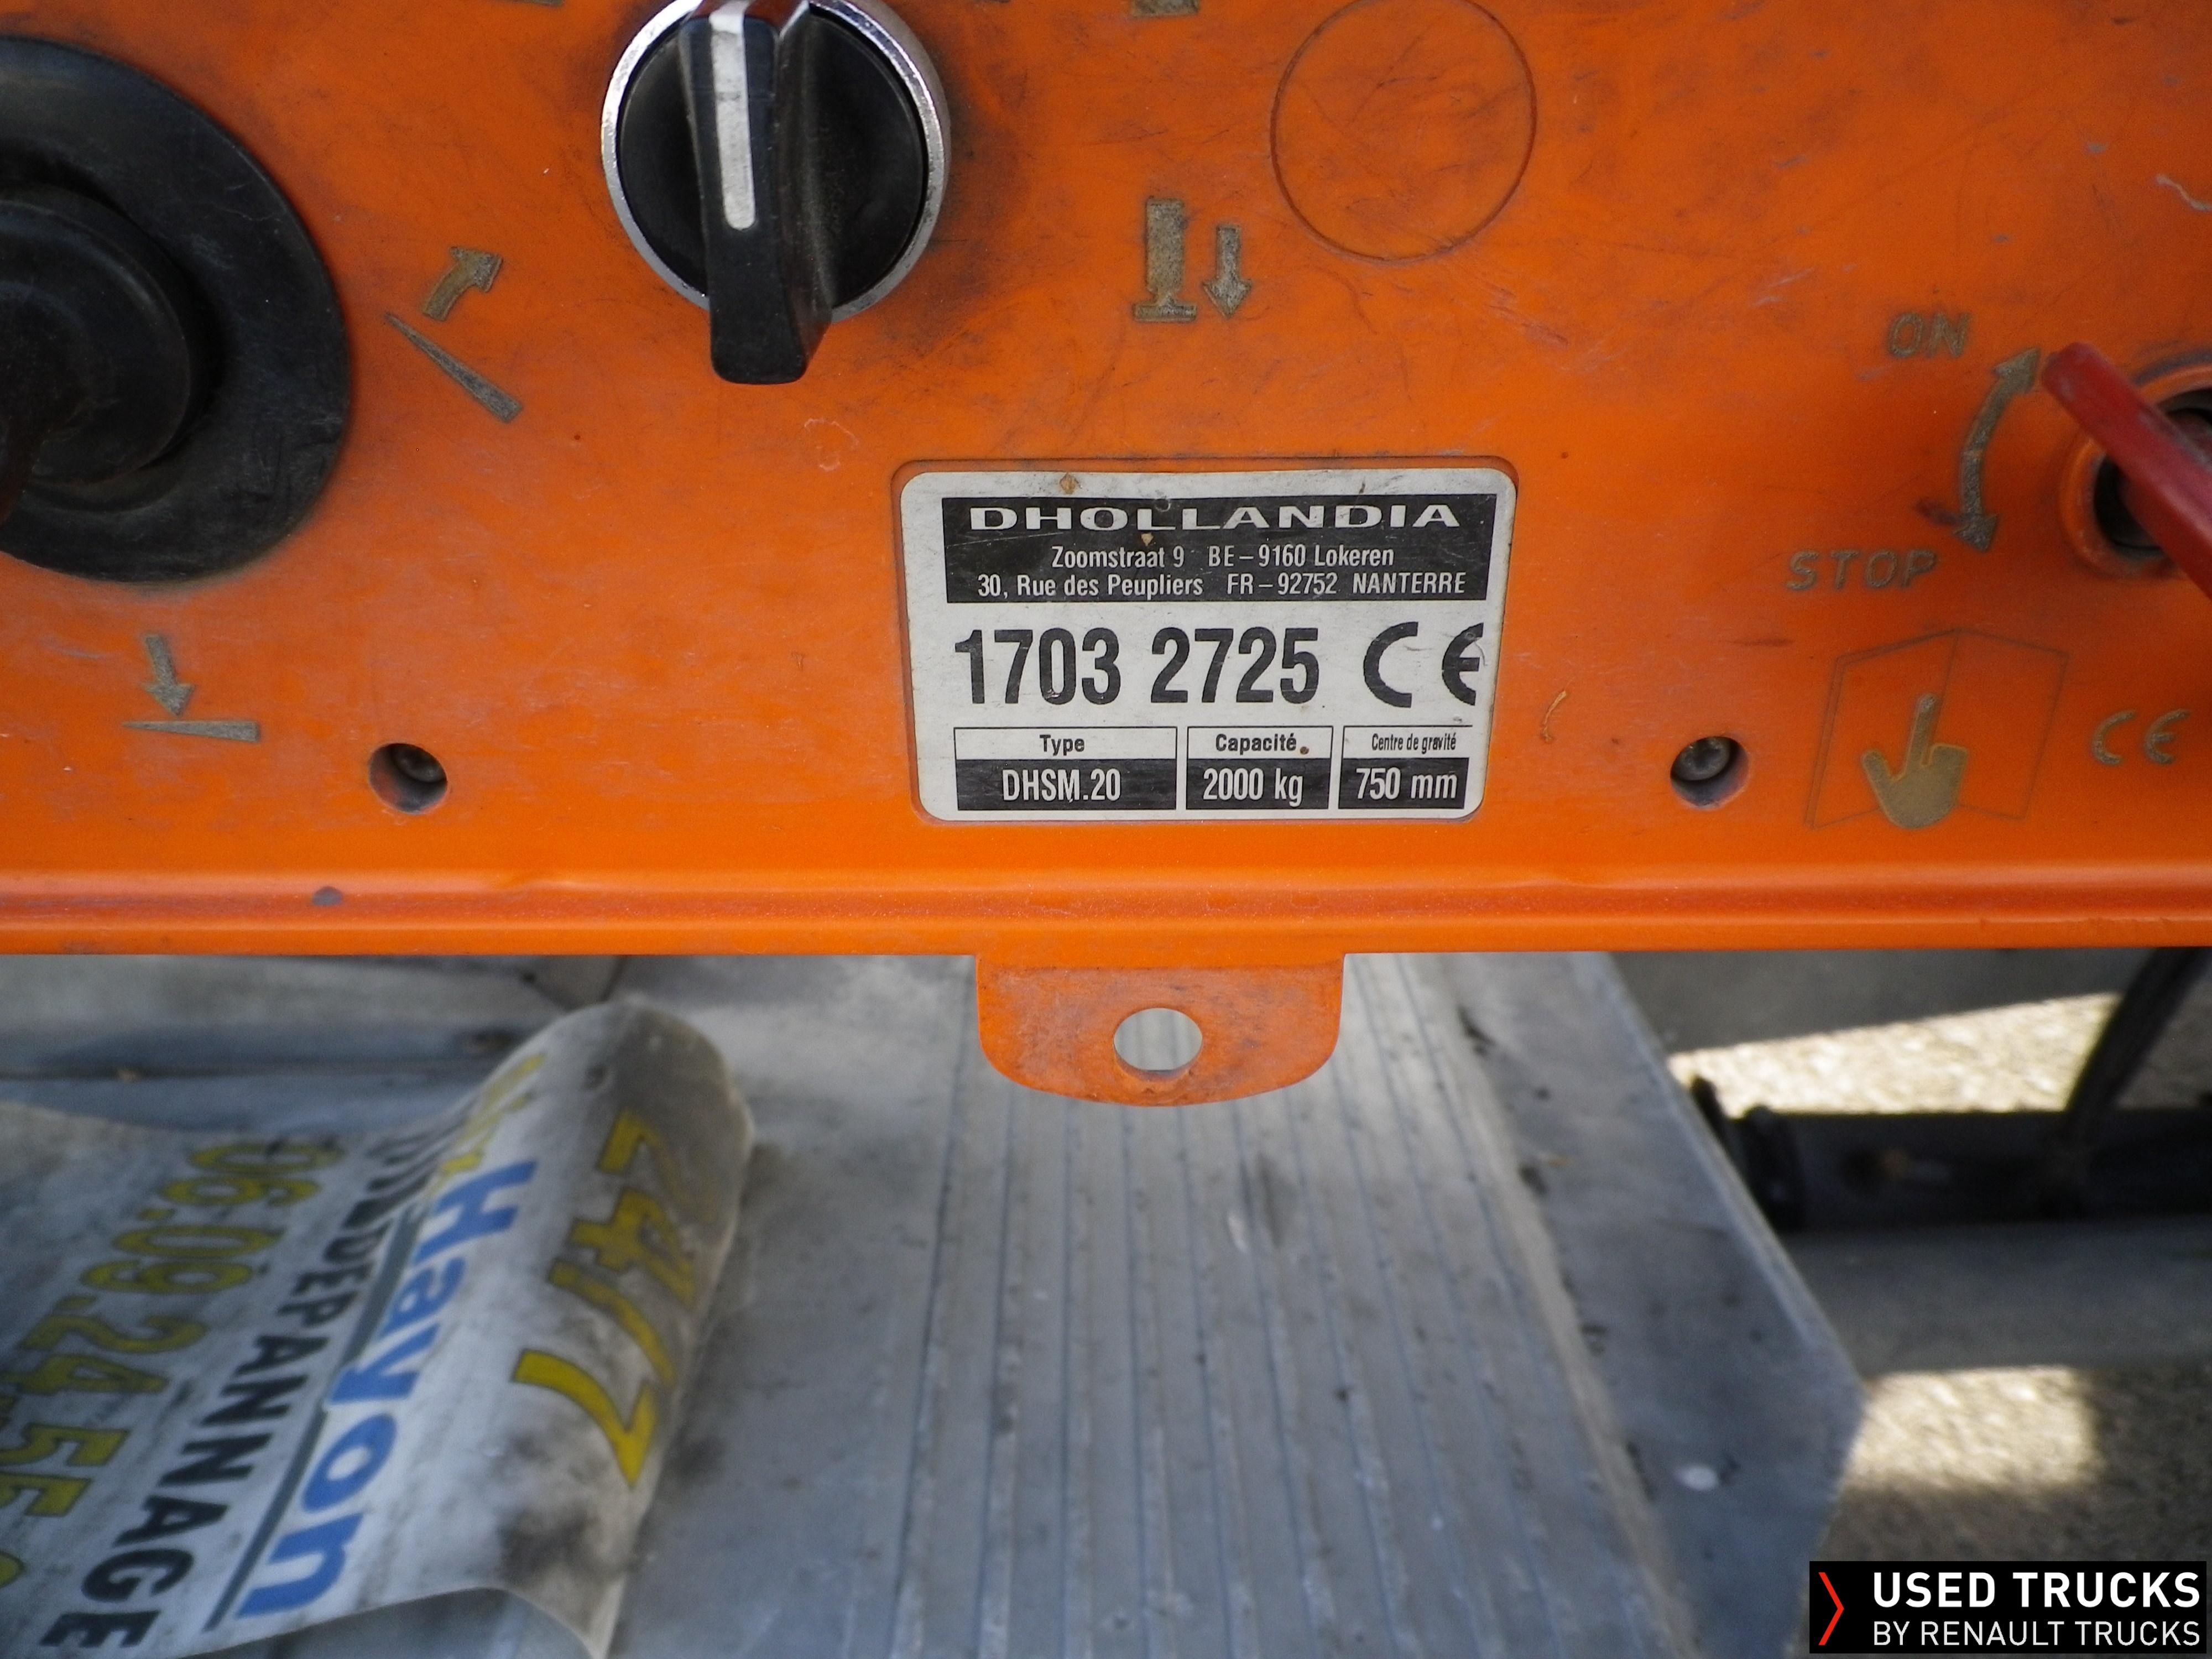 ON
STOP
DHOLLANDIA
Zoomstraat 9 BE-9160 Lokeren
30, Rue des Peupliers FR-92752 NANTERRE
1703 2725 CE
Type Capacité Centre de gravité
DHSM.20 2000 kg 750 mm
CE
24/7
Hayon
DEPANNAGE
06.09.24.55
USED TRUCKS
BY RENAULT TRUCKS